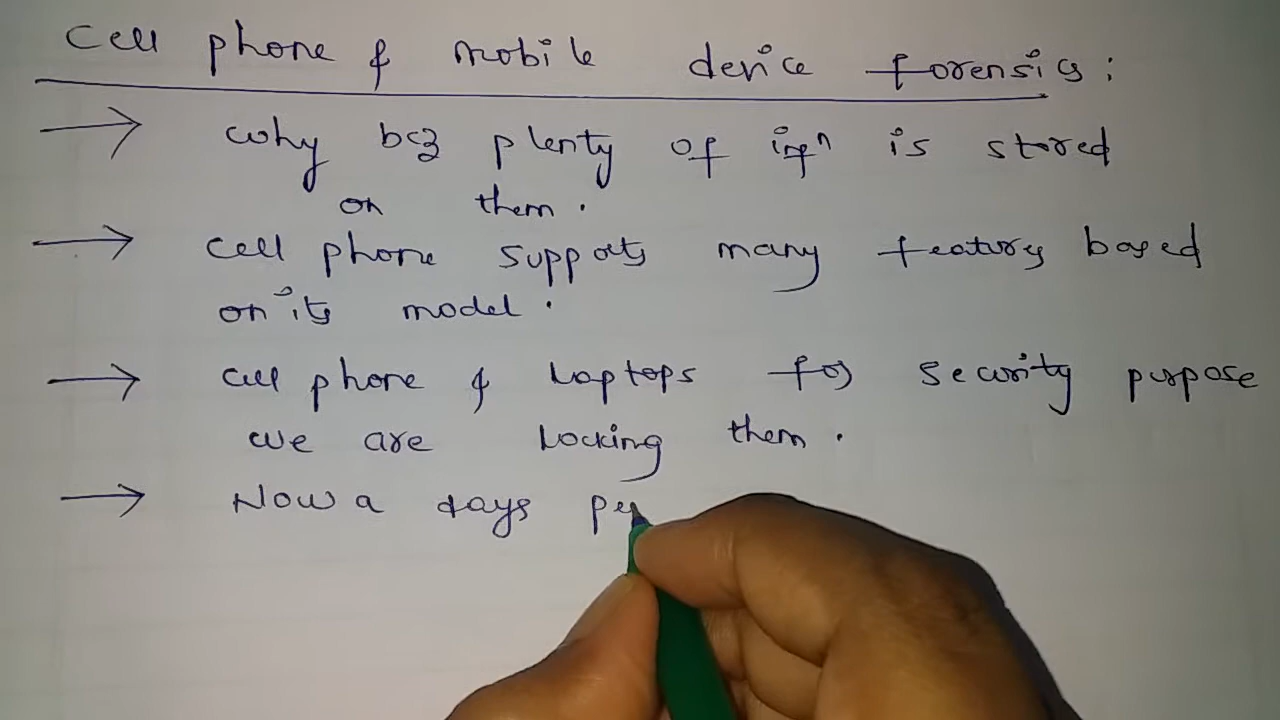 Cell phone & mobile device forensics :
→ Why bcz plenty of infⁿ is stored
on them.
→ Cell phone supports many features based
on its model.
→ Cell phone & Laptops for security purpose
we are Locking them.
→ Now a days pe